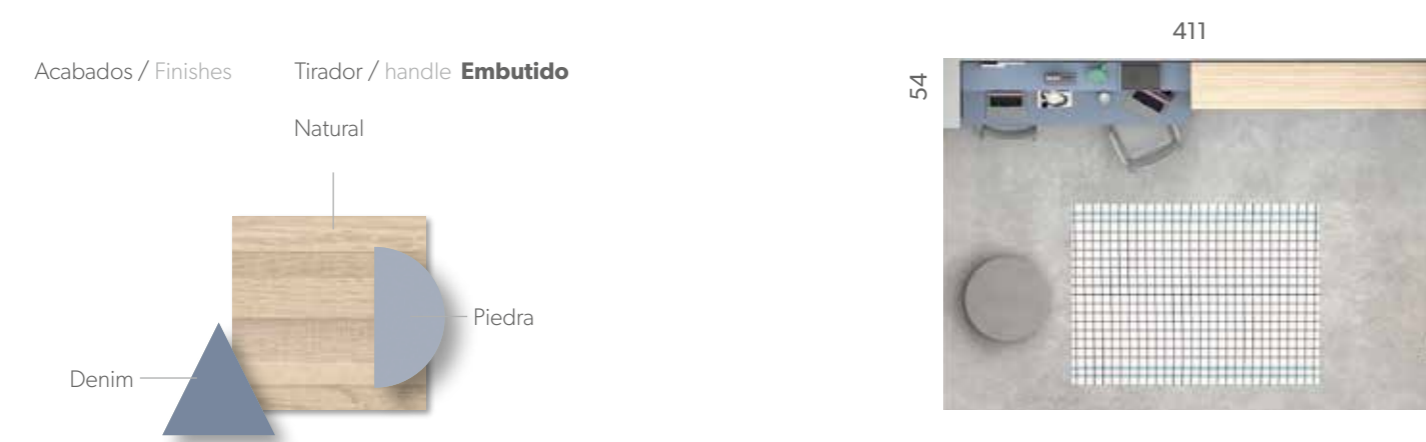 Acabados / Finishes
Tirador / handle Embutido
Natural
Piedra
Denim
411
54